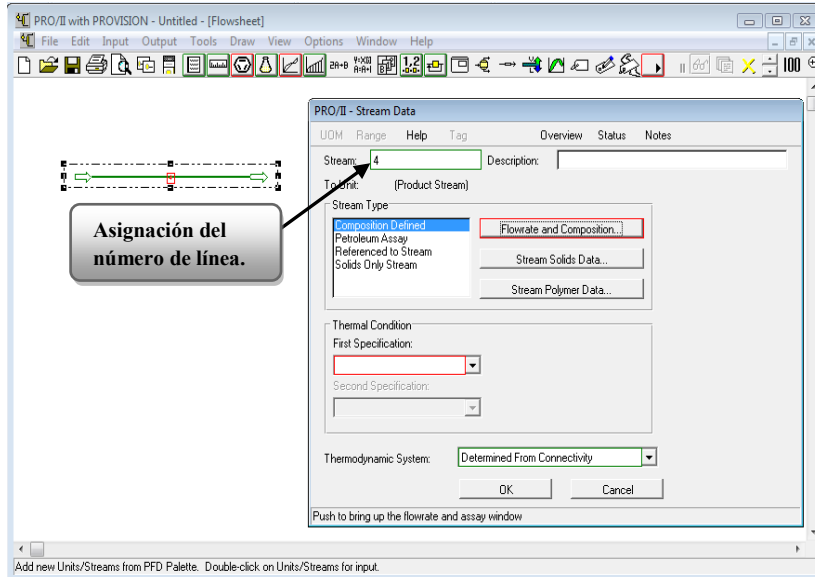 PRO/II with PROVISION - Untitled - [Flowsheet]
File Edit Input Output Tools Draw View Options Window Help
PRO/II - Stream Data
UOM Range Help Tag Overview Status Notes
Stream: 4 Description:
To Unit: (Product Stream)
Stream Type
Composition Defined
Petroleum Assay
Referenced to Stream
Solids Only Stream
Flowrate and Composition...
Stream Solids Data...
Stream Polymer Data...
Asignación del
número de línea.
Thermal Condition
First Specification:
Second Specification:
Thermodynamic System: Determined From Connectivity
OK Cancel
Push to bring up the flowrate and assay window
Add new Units/Streams from PFD Palette. Double-click on Units/Streams for input.